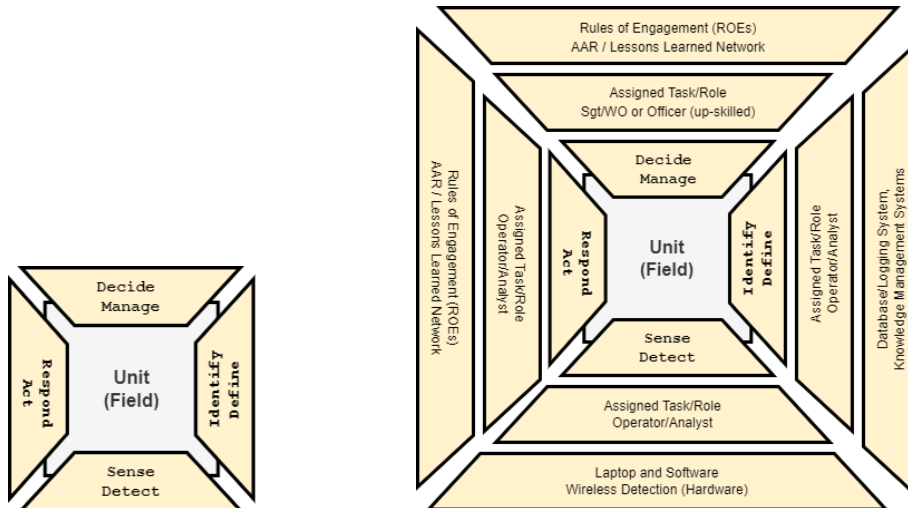 Decide
Manage
Respond
Act
Unit
(Field)
Identify
Define
Sense
Detect
Rules of Engagement (ROEs)
AAR / Lessons Learned Network
Assigned Task/Role
Sgt/WO or Officer (up-skilled)
Decide
Manage
Rules of Engagement (ROEs)
AAR / Lessons Learned Network
Assigned Task/Role
Operator/Analyst
Respond
Act
Unit
(Field)
Identify
Define
Assigned Task/Role
Operator/Analyst
Database/Logging System,
Knowledge Management Systems
Sense
Detect
Assigned Task/Role
Operator/Analyst
Laptop and Software
Wireless Detection (Hardware)